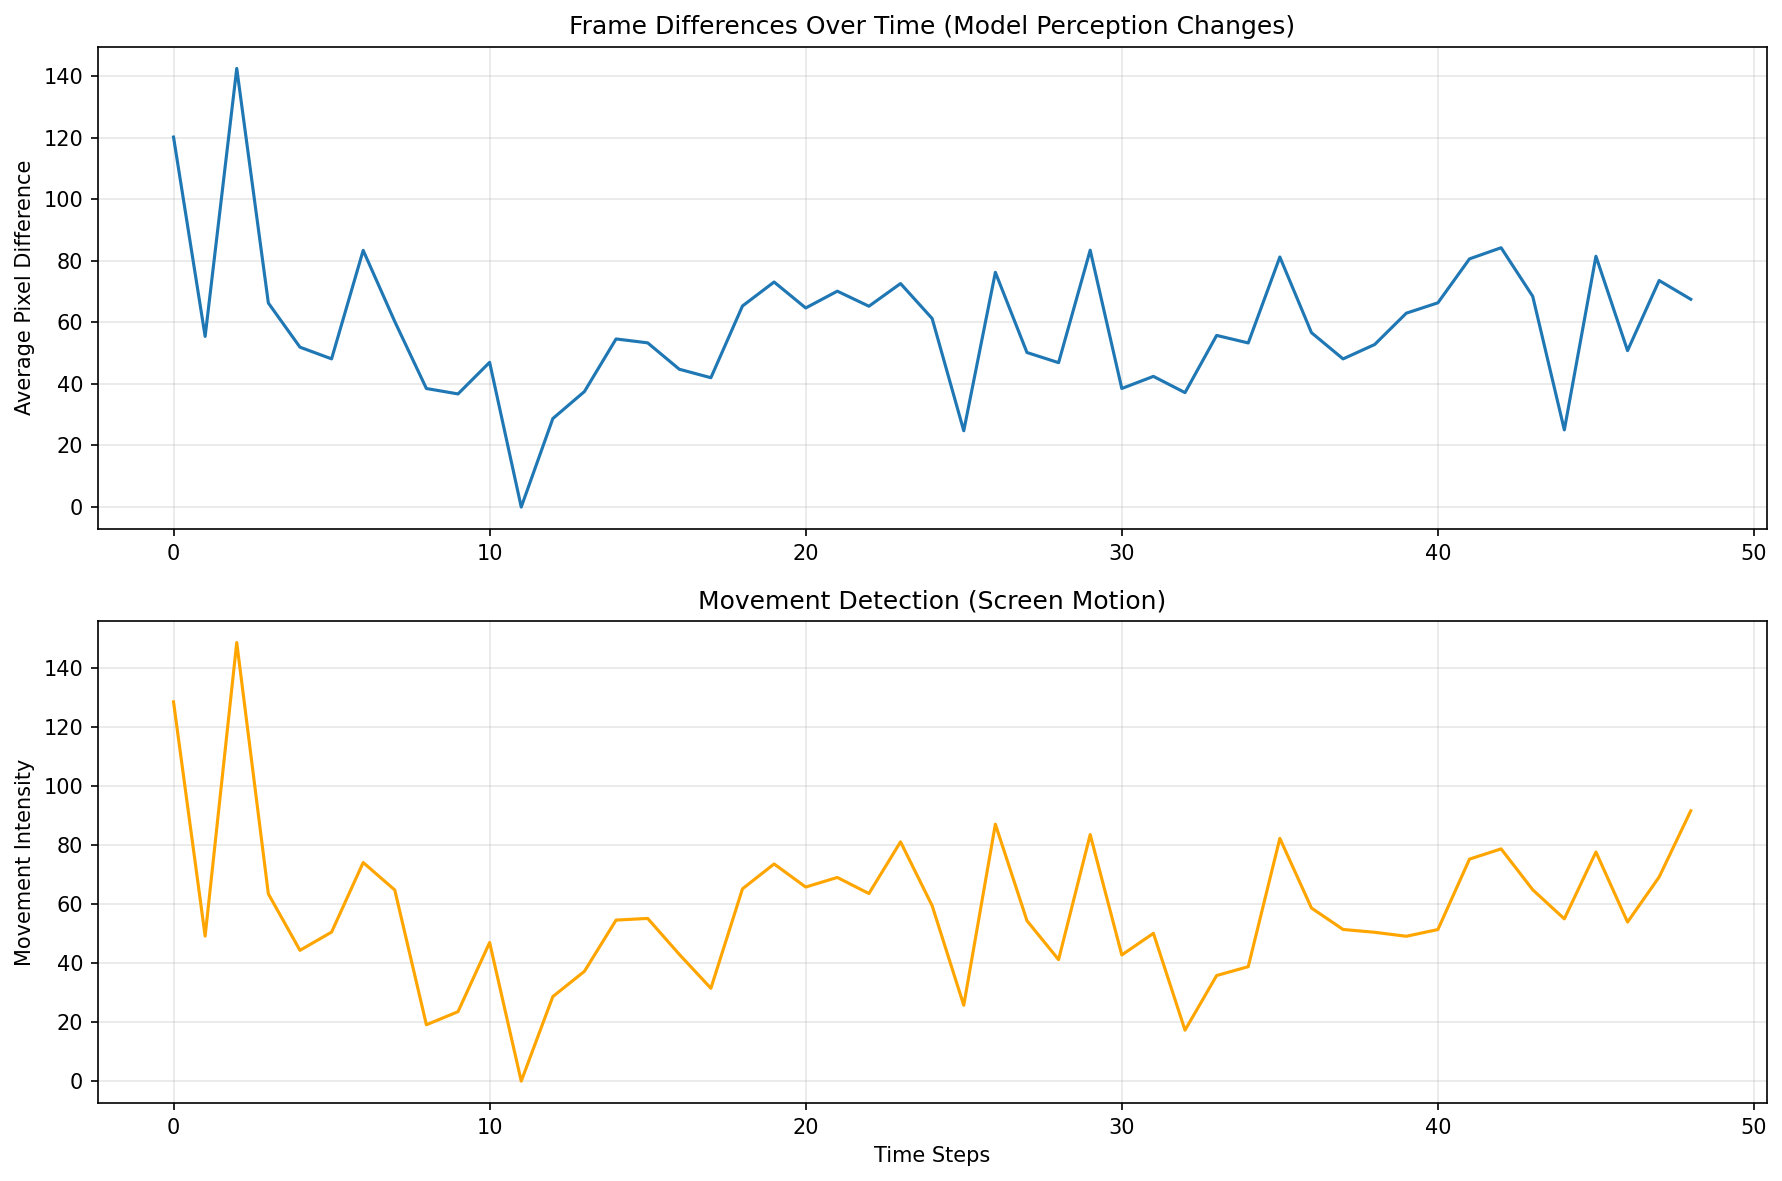 Frame Differences Over Time (Model Perception Changes)
Average Pixel Difference
140
120
100
80
60
40
20
0
0 10 20 30 40 50
Movement Detection (Screen Motion)
Movement Intensity
140
120
100
80
60
40
20
0
0 10 20 30 40 50
Time Steps